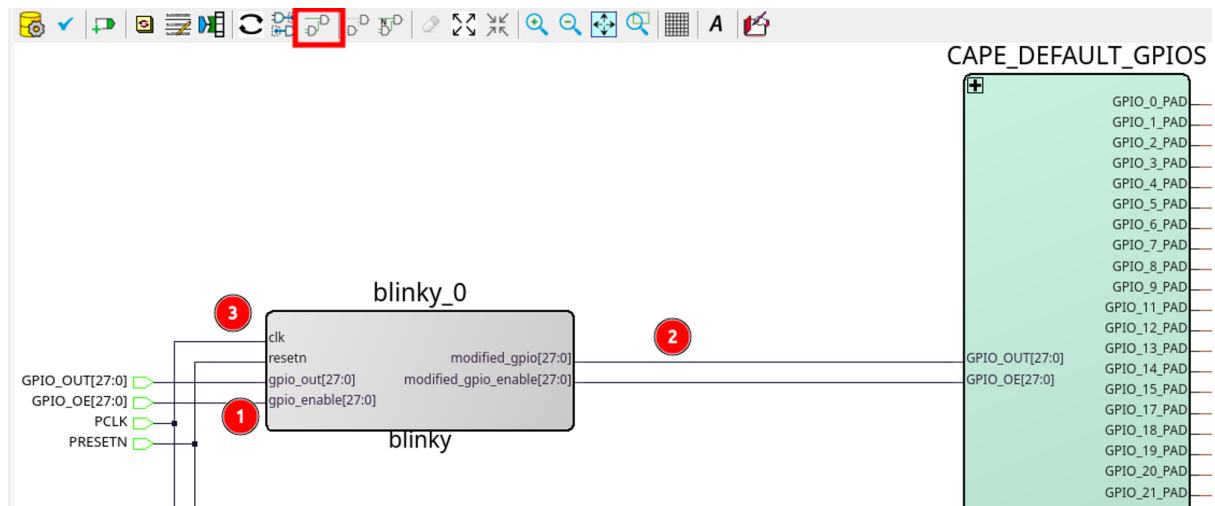 A
CAPE_DEFAULT_GPIOS
GPIO_0_PAD
GPIO_1_PAD
GPIO_2_PAD
GPIO_3_PAD
GPIO_4_PAD
GPIO_5_PAD
GPIO_6_PAD
GPIO_7_PAD
GPIO_8_PAD
GPIO_9_PAD
GPIO_11_PAD
GPIO_12_PAD
GPIO_13_PAD
GPIO_14_PAD
GPIO_15_PAD
GPIO_17_PAD
GPIO_18_PAD
GPIO_19_PAD
GPIO_20_PAD
GPIO_21_PAD
GPIO_OUT[27:0]
GPIO_OE[27:0]
blinky_0
3
clk
resetn
gpio_out[27:0]
gpio_enable[27:0]
modified_gpio[27:0]
modified_gpio_enable[27:0]
2
blinky
1
GPIO_OUT[27:0]
GPIO_OE[27:0]
PCLK
PRESETN